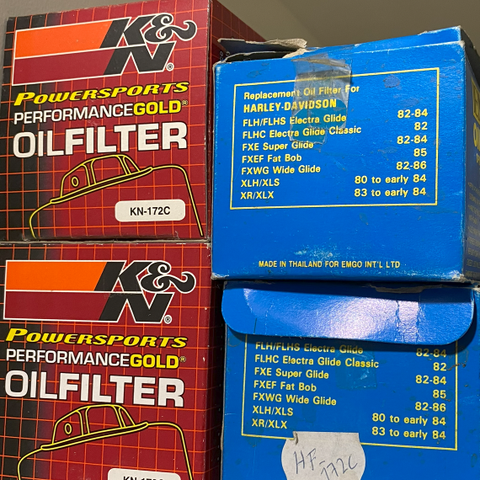 K&N®
POWERSPORTS
PERFORMANCEGOLD®
OILFILTER
KN-172C
Replacement Oil Filter For
HARLEY-DAVIDSON
FLH/FLHS Electra Glide 82-84
FLHC Electra Glide Classic 82
FXE Super Glide 82-84
FXEF Fat Bob 85
FXWG Wide Glide 82-86
XLH/XLS 80 to early 84
XR/XLX 83 to early 84
MADE IN THAILAND FOR EMGO INT'L LTD
K&N®
POWERSPORTS
PERFORMANCEGOLD®
OILFILTER
FLH/FLHS Electra Glide 82-84
FLHC Electra Glide Classic 82
FXE Super Glide 82-84
FXEF Fat Bob 85
FXWG Wide Glide 82-86
XLH/XLS 80 to early 84
XR/XLX 83 to early 84
HF-
172C